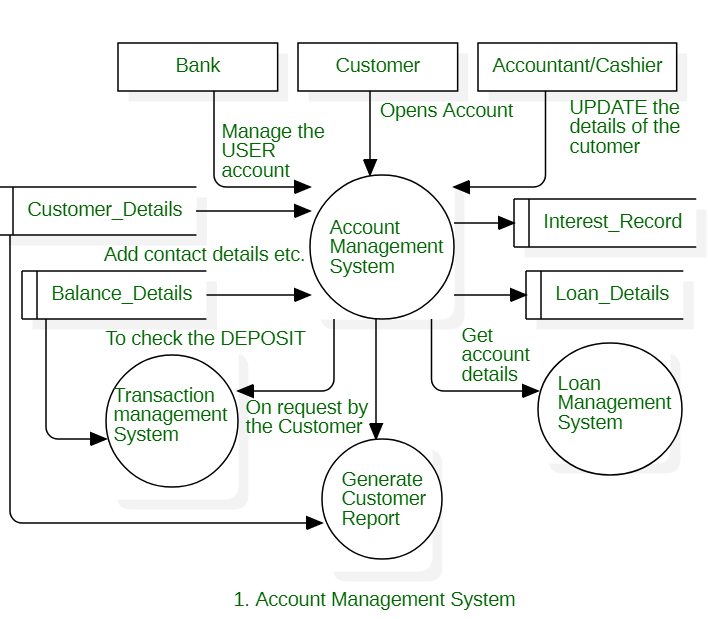 Bank
Customer
Accountant/Cashier
Opens Account
UPDATE the
details of the
cutomer
Manage the
USER
account
Customer_Details
Interest_Record
Account
Management
System
Add contact details etc.
Balance_Details
Loan_Details
To check the DEPOSIT
Get
account
details
Transaction
management
System
On request by
the Customer
Loan
Management
System
Generate
Customer
Report
1. Account Management System